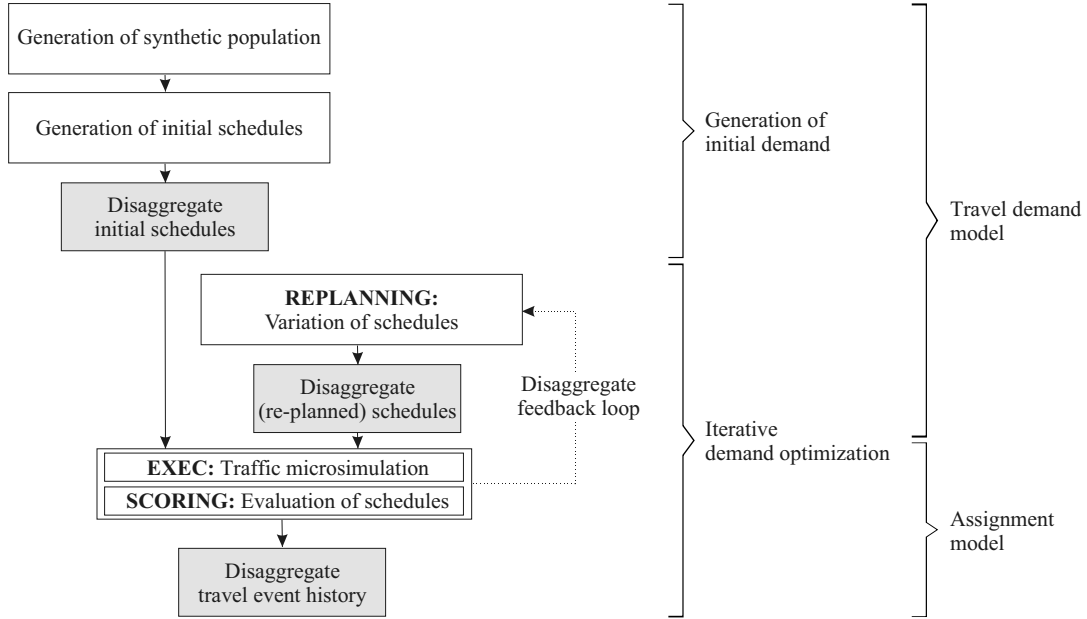 Generation of synthetic population
Generation of initial schedules
Disaggregate
initial schedules
REPLANNING:
Variation of schedules
Disaggregate
(re-planned) schedules
EXEC: Traffic microsimulation
SCORING: Evaluation of schedules
Disaggregate
travel event history
Disaggregate
feedback loop
Generation of
initial demand
Iterative
demand optimization
Travel demand
model
Assignment
model